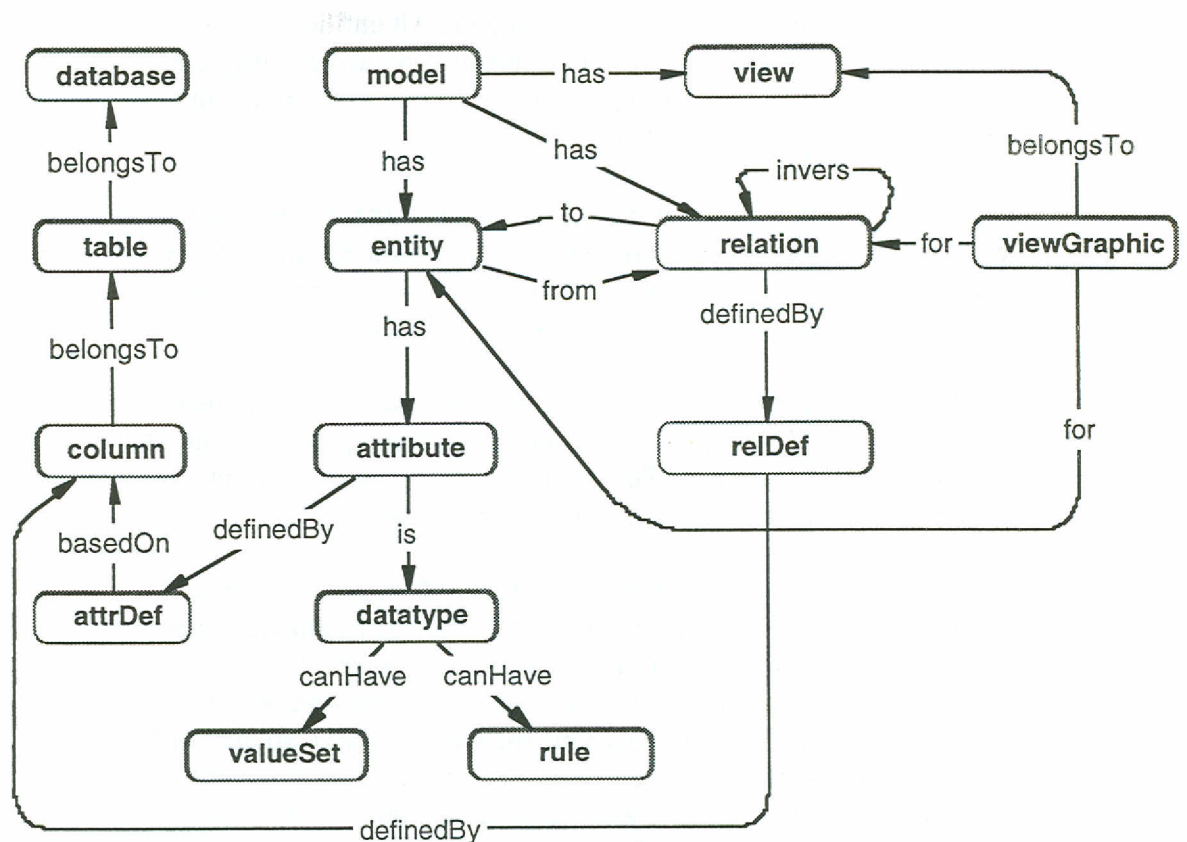 database
model
has
view
belongsTo
has
has
belongsTo
invers
table
entity
to
relation
for
viewGraphic
from
has
definedBy
belongsTo
column
attribute
relDef
for
basedOn
definedBy
is
attrDef
datatype
canHave
canHave
valueSet
rule
definedBy